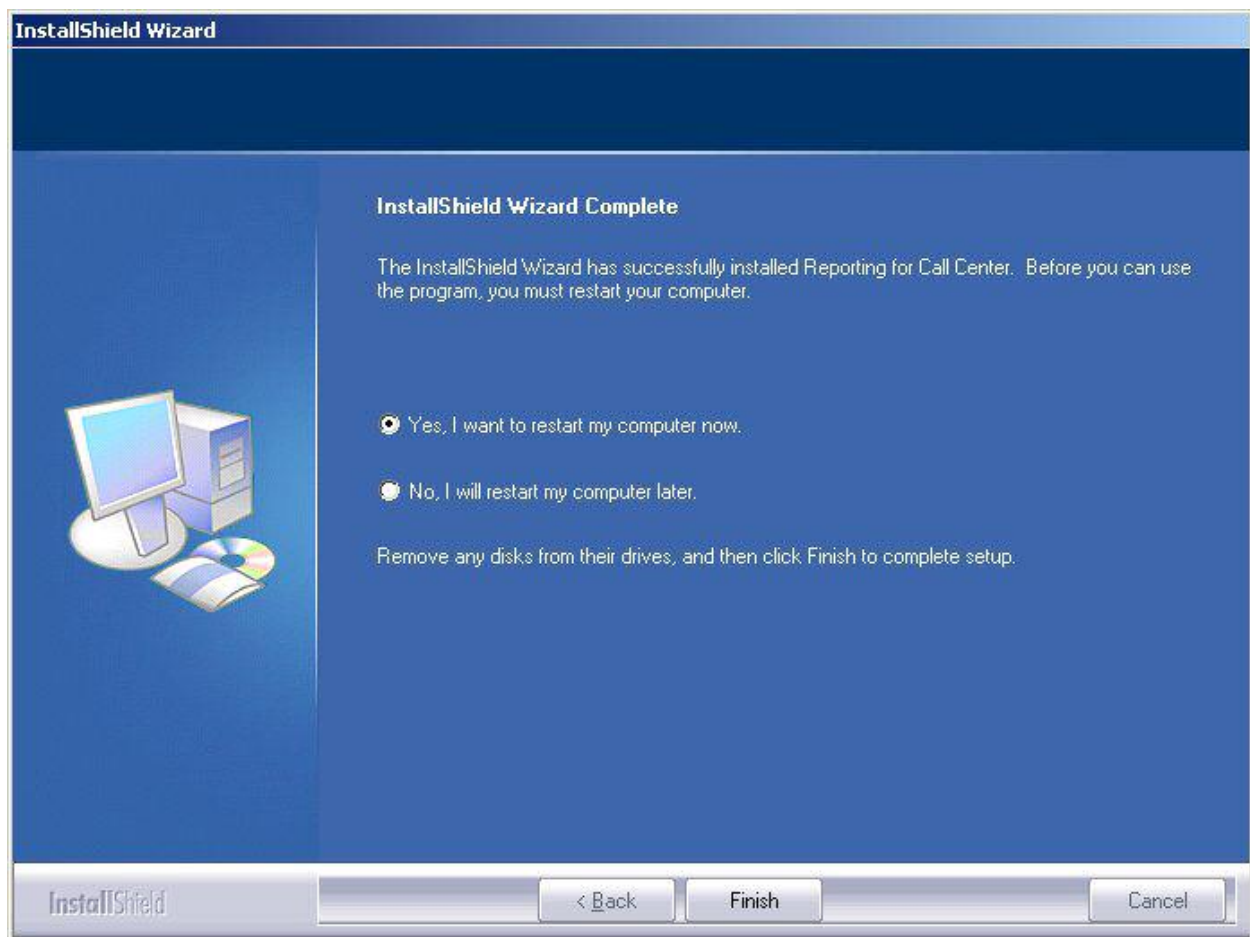 InstallShield Wizard
InstallShield Wizard Complete
The InstallShield Wizard has successfully installed Reporting for Call Center.  Before you can use
the program, you must restart your computer.
Yes, I want to restart my computer now.
No, I will restart my computer later.
Remove any disks from their drives, and then click Finish to complete setup.
InstallShield
< Back
Finish
Cancel